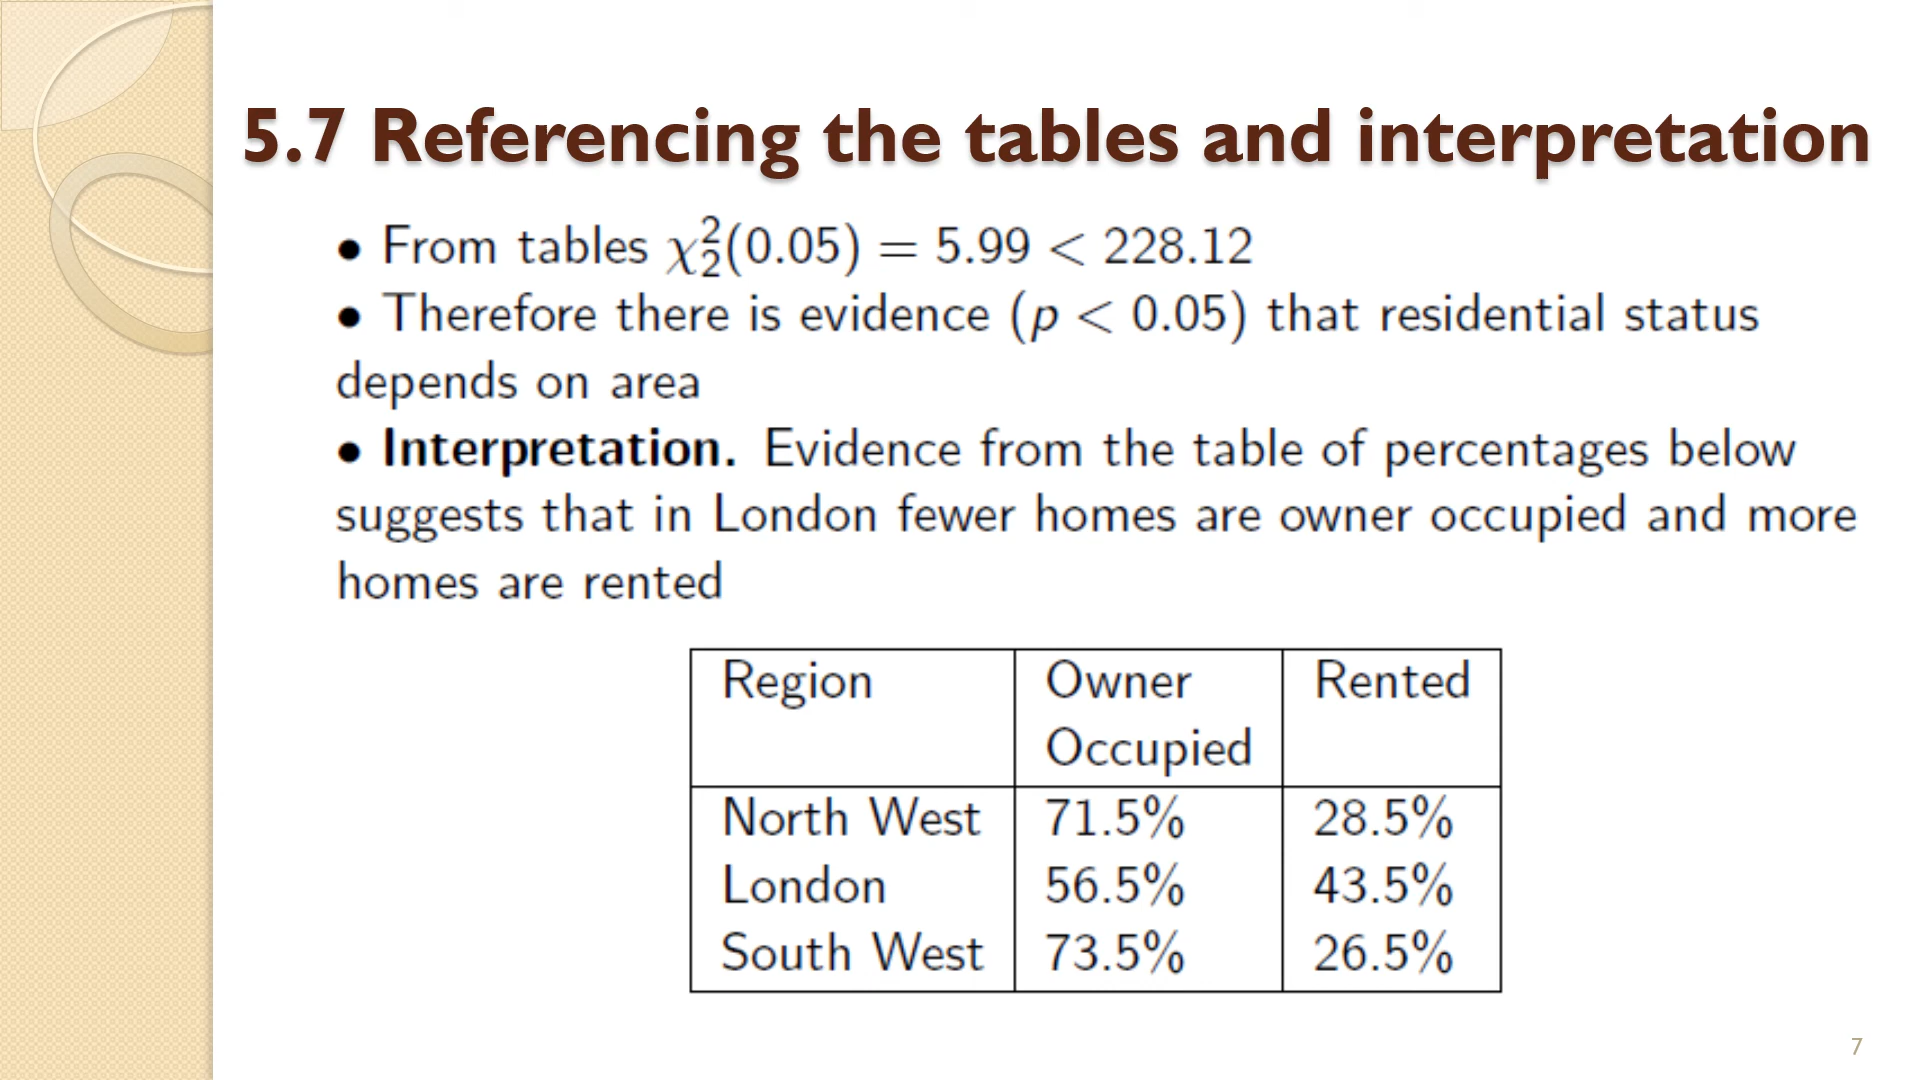 5.7 Referencing the tables and interpretation
• From tables χ²₂(0.05) = 5.99 < 228.12
• Therefore there is evidence (p < 0.05) that residential status
depends on area
• Interpretation. Evidence from the table of percentages below
suggests that in London fewer homes are owner occupied and more
homes are rented
Region Owner Rented
Occupied
North West 71.5% 28.5%
London 56.5% 43.5%
South West 73.5% 26.5%
7